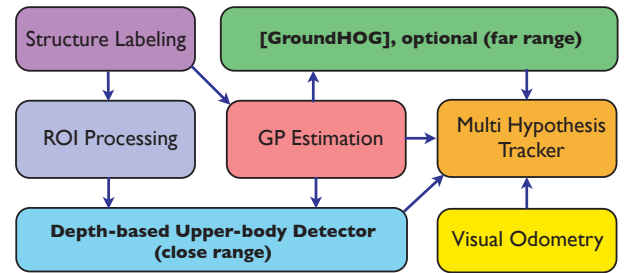 Structure Labeling
[GroundHOG], optional (far range)
ROI Processing
GP Estimation
Multi Hypothesis
Tracker
Depth-based Upper-body Detector
(close range)
Visual Odometry